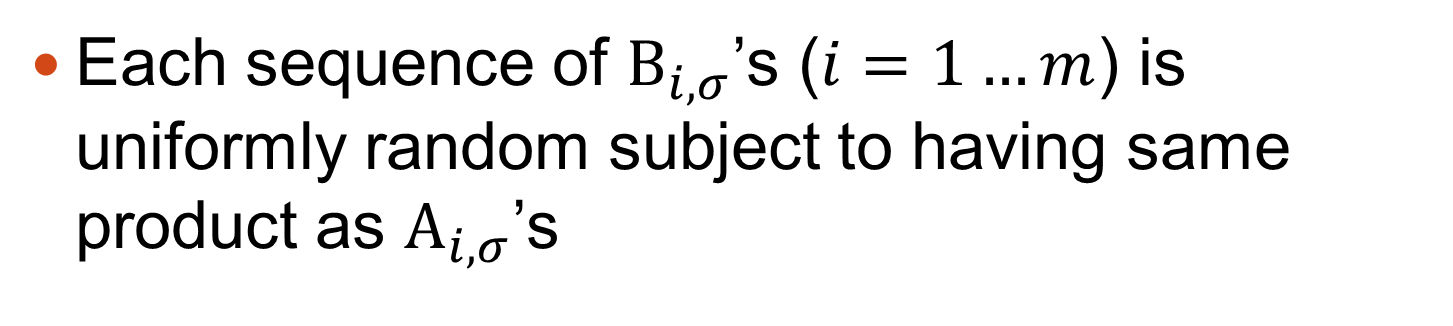 • Each sequence of B_{i,σ}’s (i = 1 … m) is
uniformly random subject to having same
product as A_{i,σ}’s